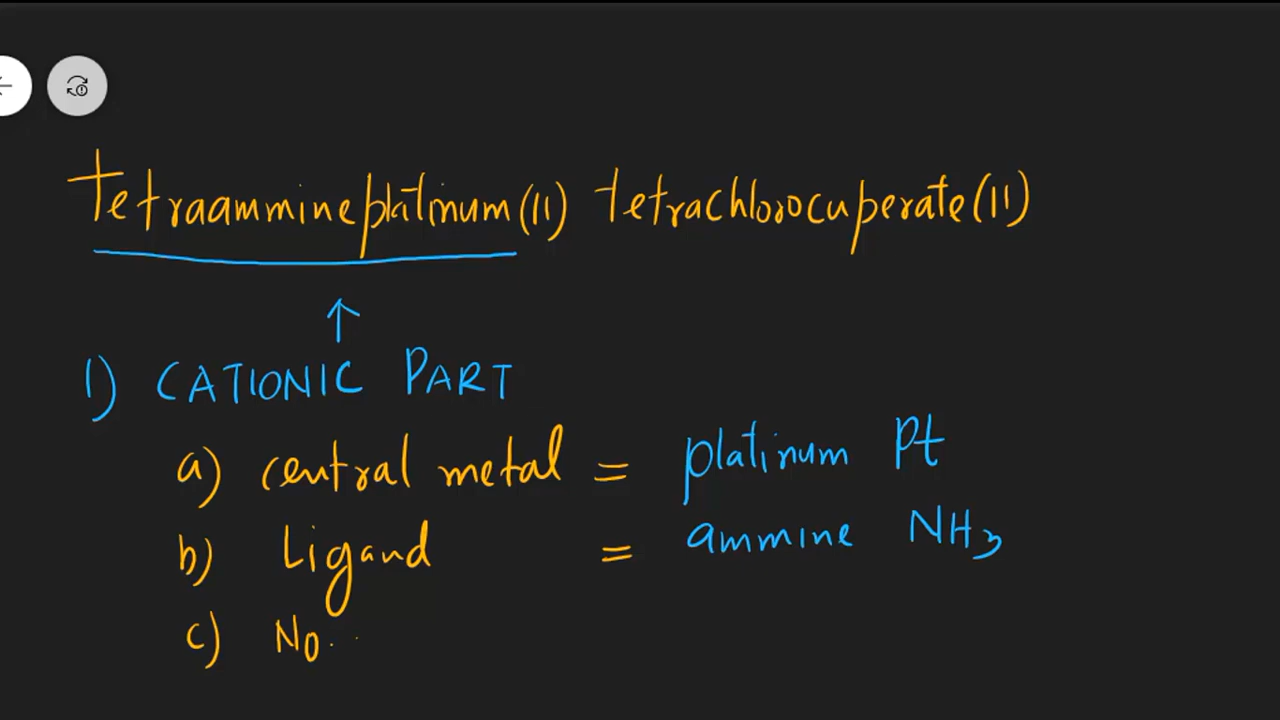 Tetraammineplatinum(II) tetrachlorocuperate(II)
↑
1) CATIONIC PART
a) central metal = platinum Pt
b) Ligand = ammine NH3
c) No.